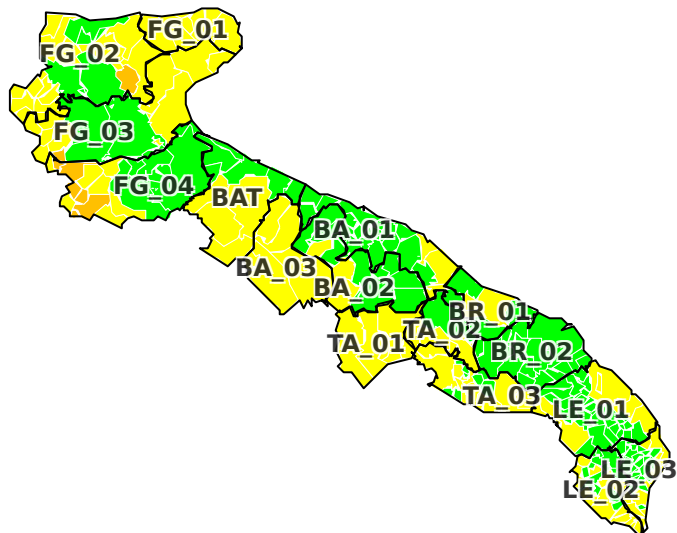 FG_01
FG_02
FG_03
FG_04
BAT
BA_01
BA_03
BA_02
BR_01
TA_02
TA_01
BR_02
TA_03
LE_01
LE_03
LE_02